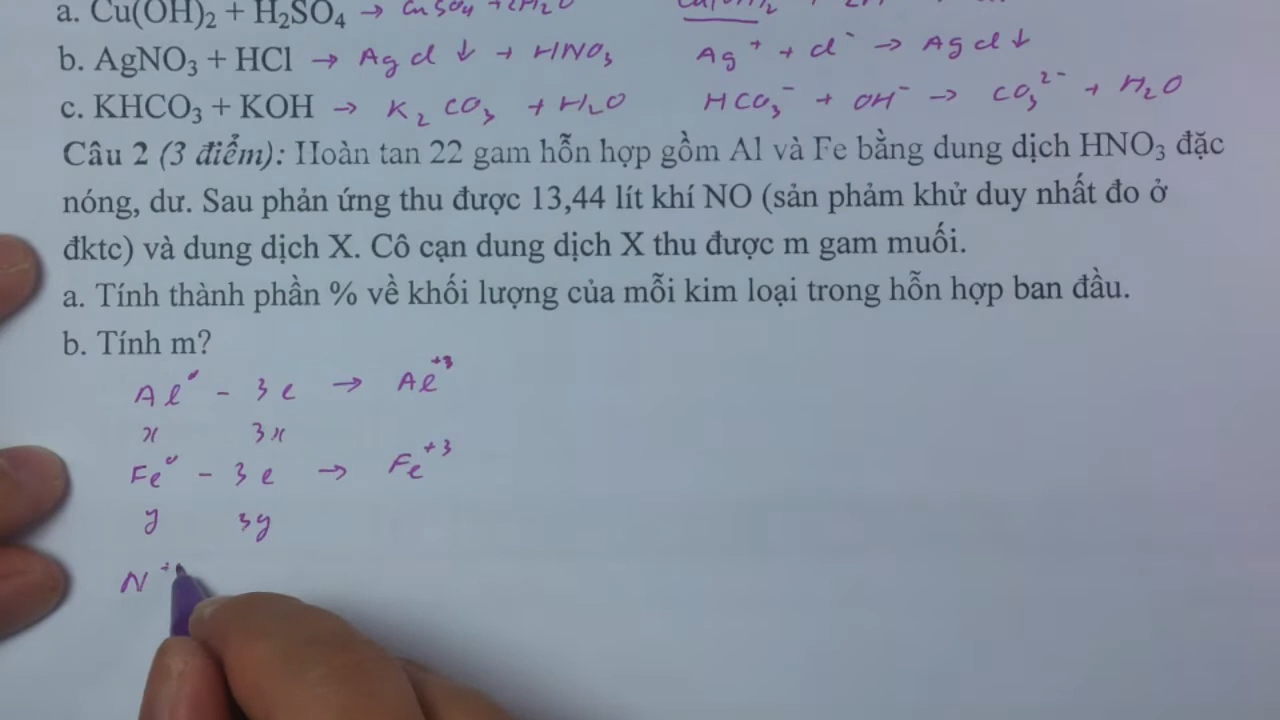 a. Cu(OH)₂ + H₂SO₄ → CuSO₄ + 2H₂O
b. AgNO₃ + HCl → AgCl ↓ + HNO₃ Ag⁺ + Cl⁻ → AgCl ↓
c. KHCO₃ + KOH → K₂CO₃ + H₂O HCO₃⁻ + OH⁻ → CO₃²⁻ + H₂O
Câu 2 (3 điểm): Hoàn tan 22 gam hỗn hợp gồm Al và Fe bằng dung dịch HNO₃ đặc
nóng, dư. Sau phản ứng thu được 13,44 lít khí NO (sản phảm khử duy nhất đo ở
đktc) và dung dịch X. Cô cạn dung dịch X thu được m gam muối.
a. Tính thành phần % về khối lượng của mỗi kim loại trong hỗn hợp ban đầu.
b. Tính m?
Al⁰ - 3e → Al⁺³
x 3x
Fe⁰ - 3e → Fe⁺³
y 3y
N⁺